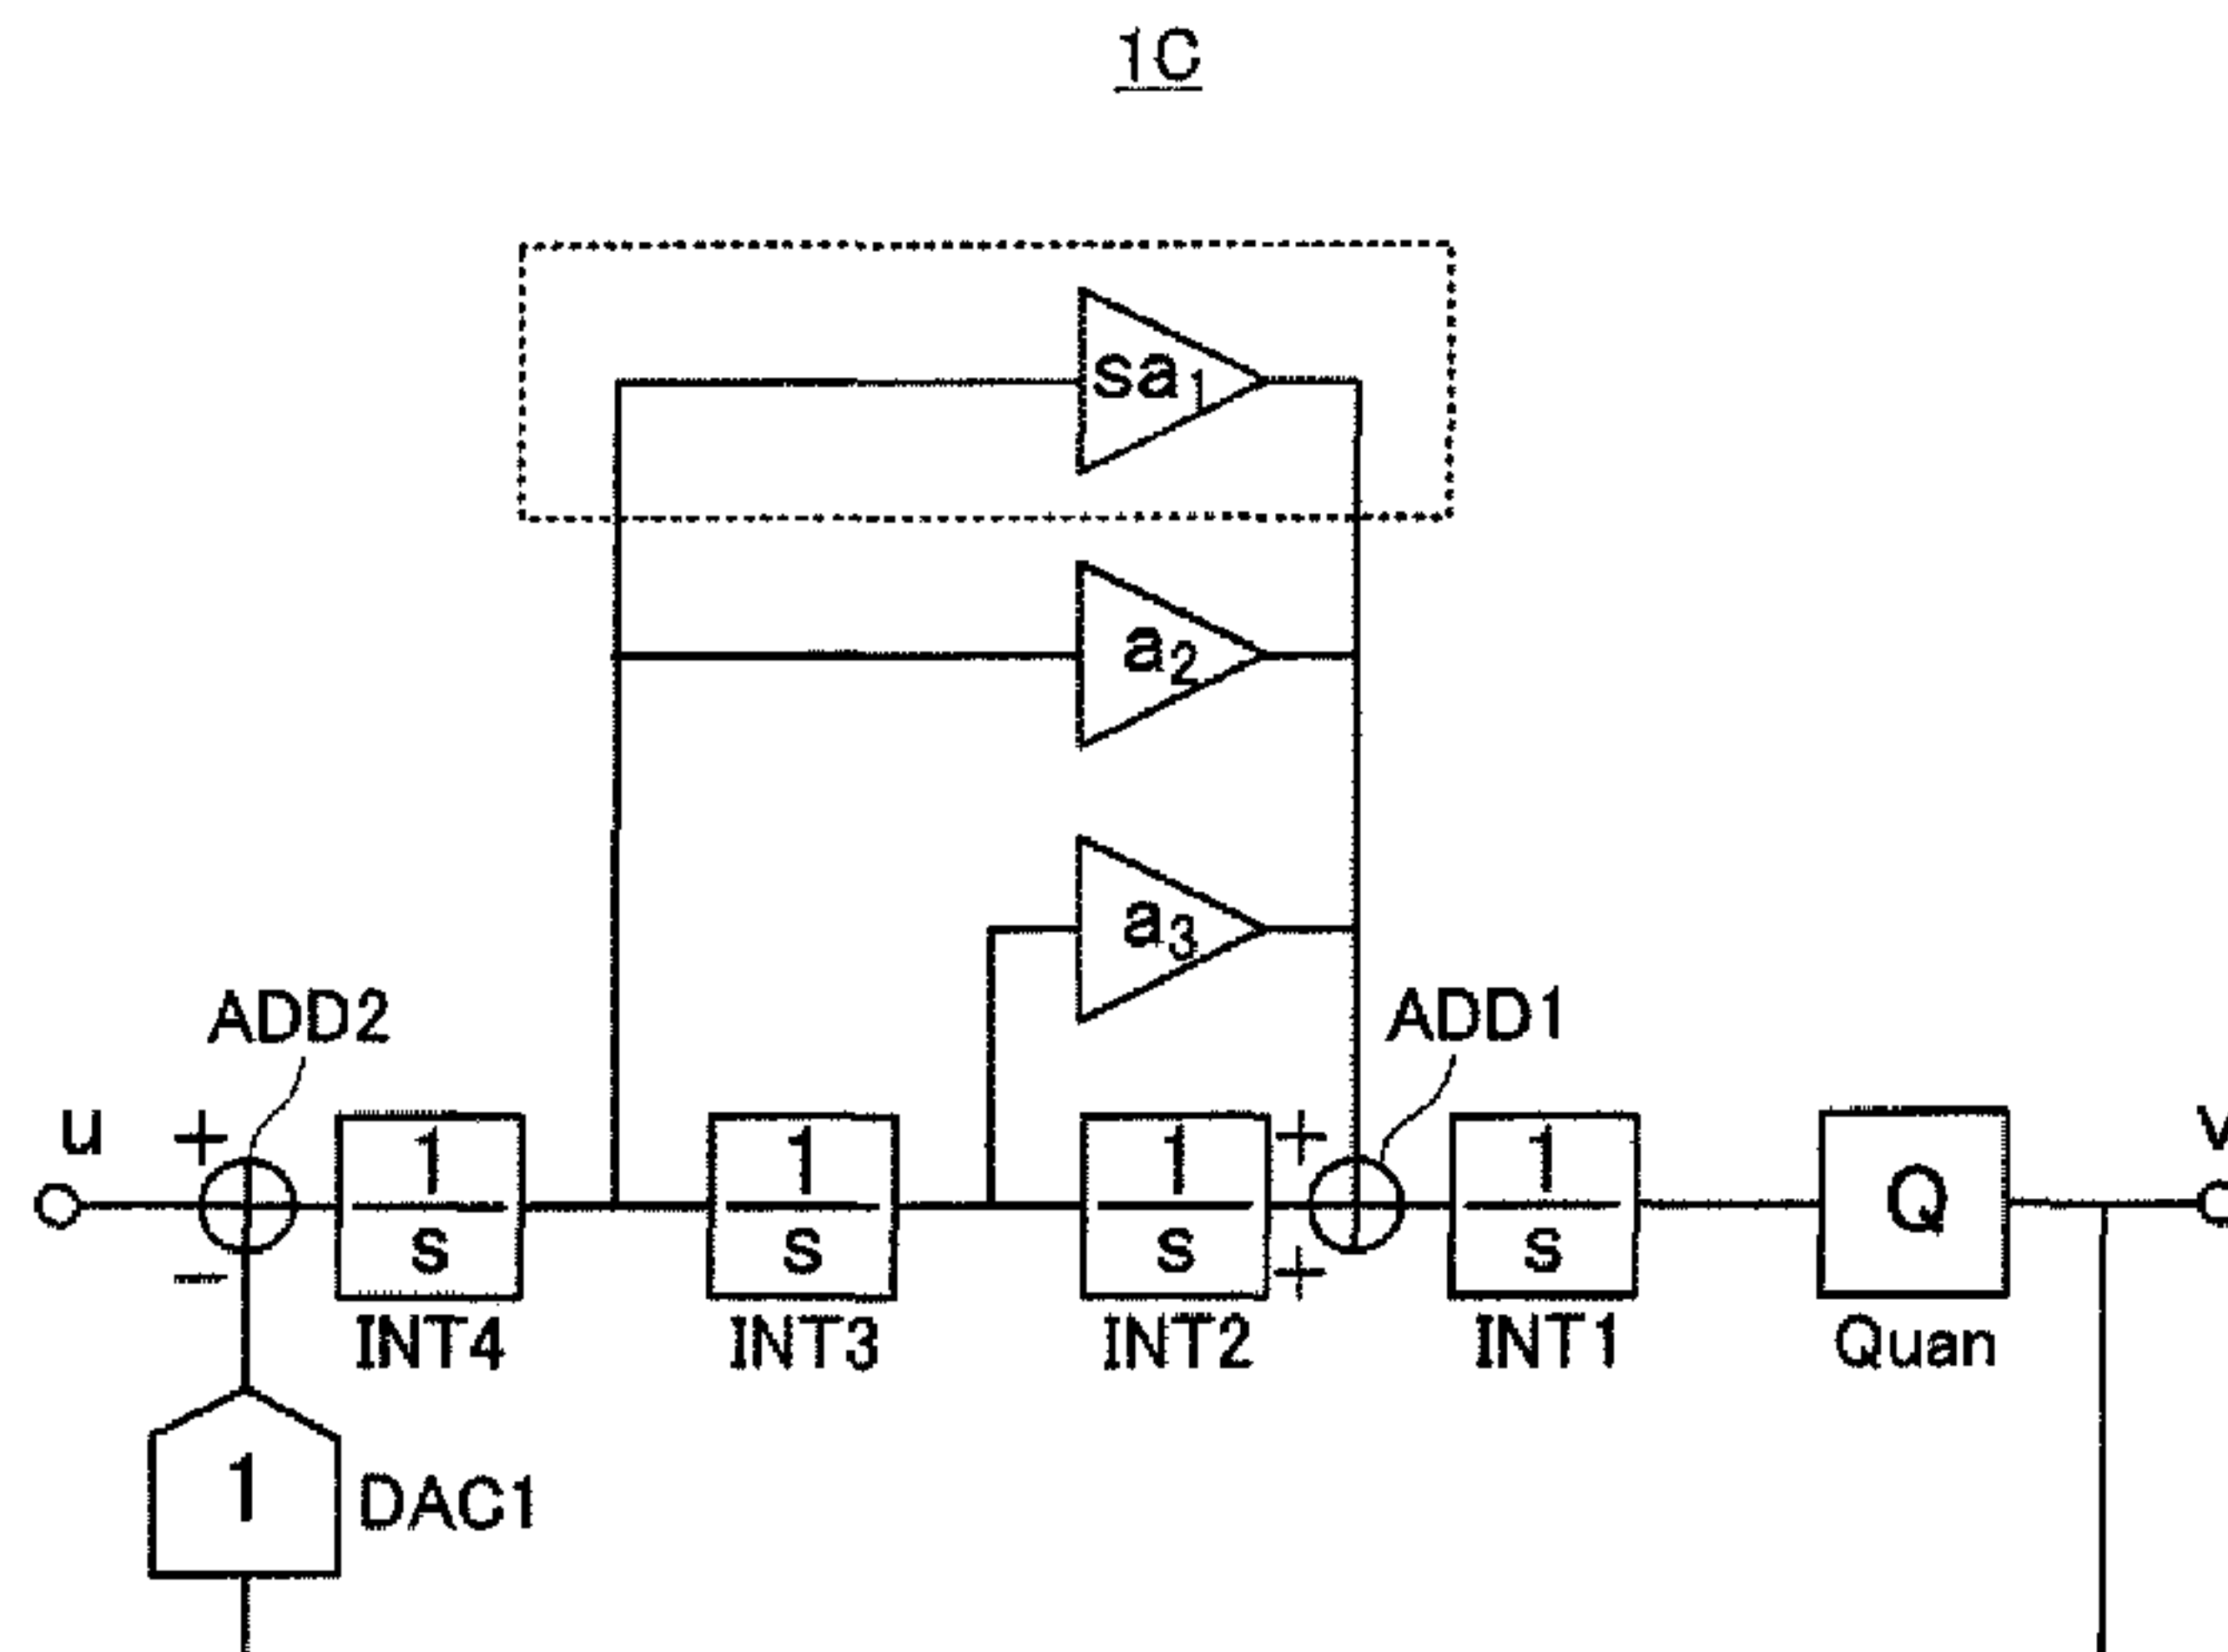 1C
sa1
a2
a3
ADD2
ADD1
u
+
−
1
s
INT4
1
s
INT3
1
s
INT2
+
+
1
s
INT1
Q
Quan
v
1
DAC1